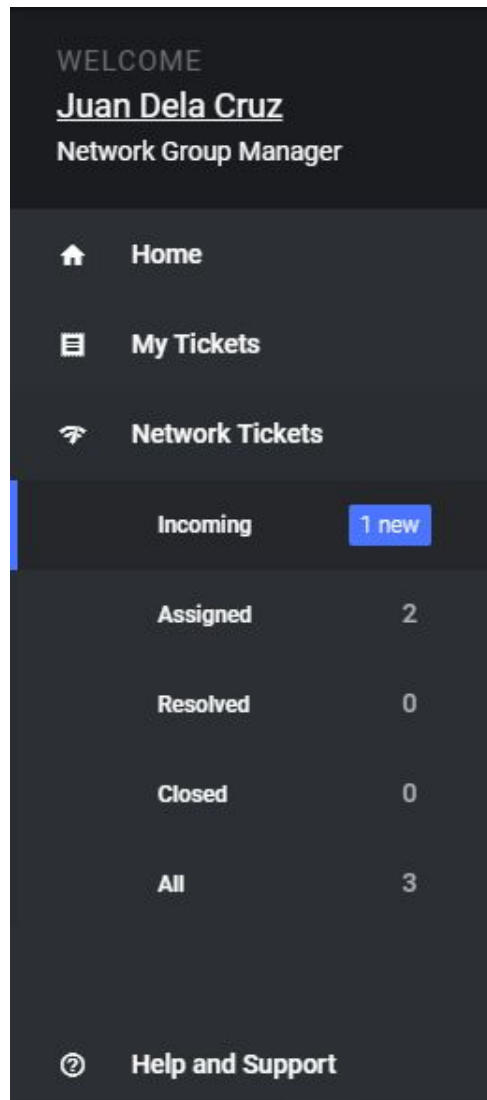 WELCOME
Juan Dela Cruz
Network Group Manager
Home
My Tickets
Network Tickets
Incoming 1 new
Assigned 2
Resolved 0
Closed 0
All 3
Help and Support